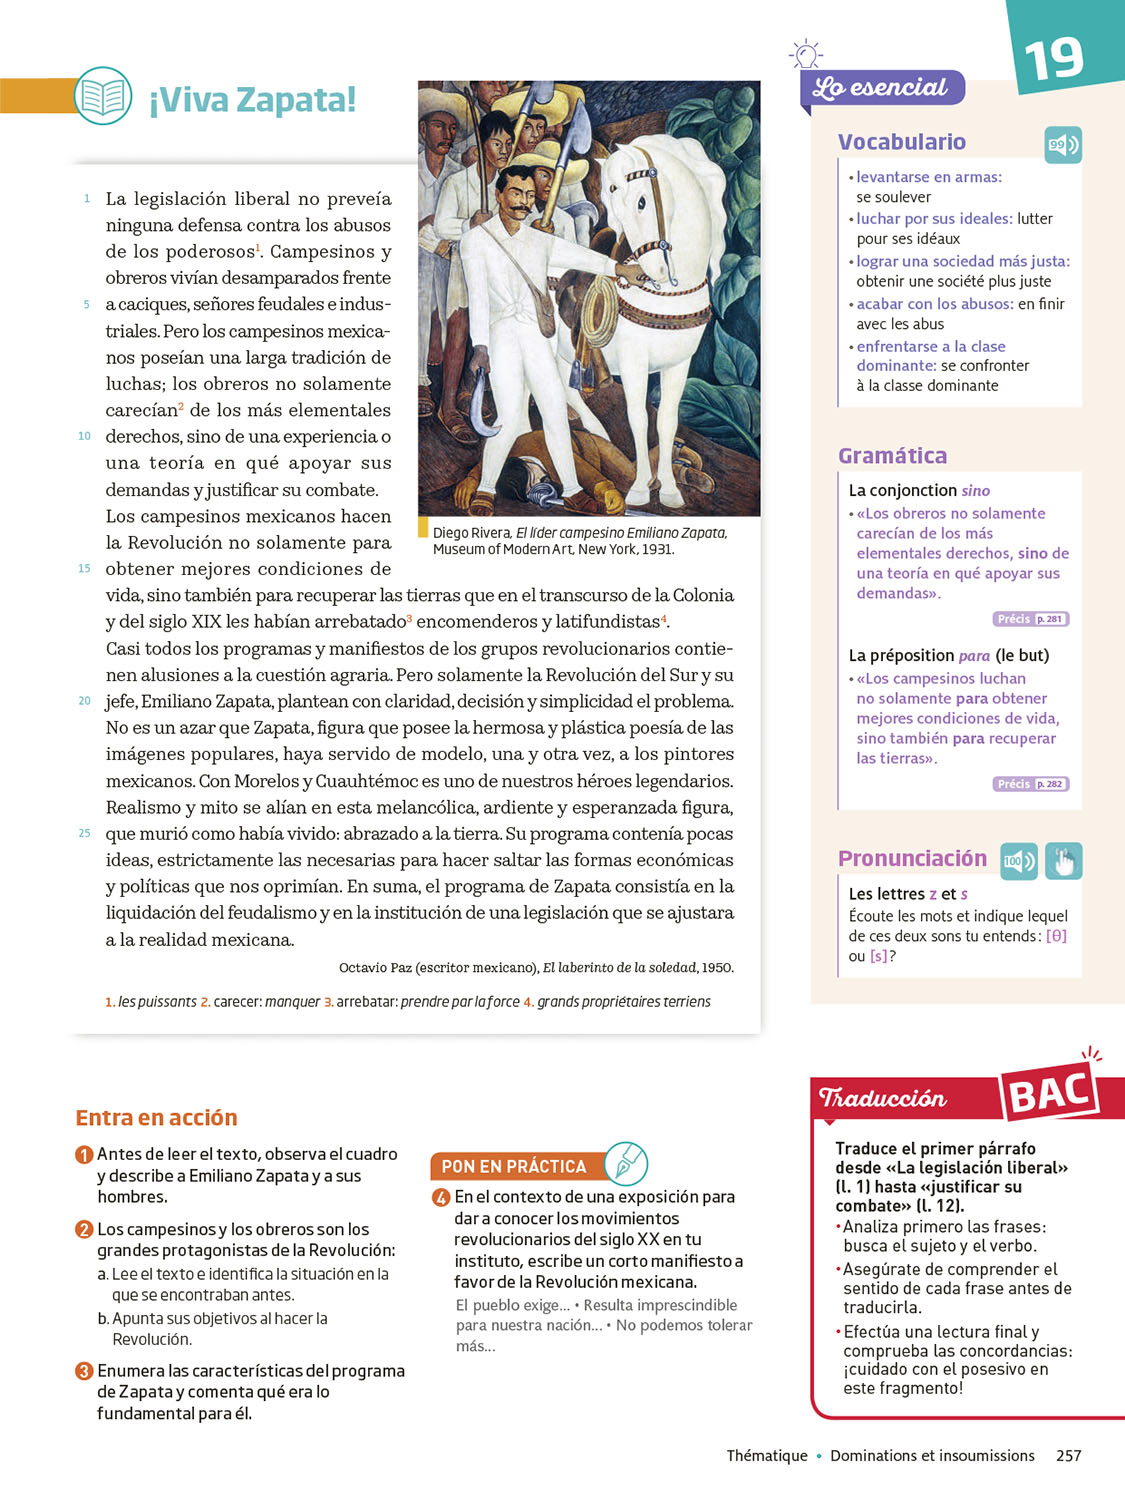 19
¡Viva Zapata!
1 La legislación liberal no preveía
ninguna defensa contra los abusos
de los poderosos1. Campesinos y
obreros vivían desamparados frente
5 a caciques, señores feudales e indus-
triales. Pero los campesinos mexica-
nos poseían una larga tradición de
luchas; los obreros no solamente
carecían2 de los más elementales
10 derechos, sino de una experiencia o
una teoría en qué apoyar sus
demandas y justificar su combate.
Los campesinos mexicanos hacen
la Revolución no solamente para
15 obtener mejores condiciones de
vida, sino también para recuperar las tierras que en el transcurso de la Colonia
y del siglo XIX les habían arrebatado3 encomenderos y latifundistas4.
Casi todos los programas y manifiestos de los grupos revolucionarios contie-
nen alusiones a la cuestión agraria. Pero solamente la Revolución del Sur y su
20 jefe, Emiliano Zapata, plantean con claridad, decisión y simplicidad el problema.
No es un azar que Zapata, figura que posee la hermosa y plástica poesía de las
imágenes populares, haya servido de modelo, una y otra vez, a los pintores
mexicanos. Con Morelos y Cuauhtémoc es uno de nuestros héroes legendarios.
Realismo y mito se alían en esta melancólica, ardiente y esperanzada figura,
25 que murió como había vivido: abrazado a la tierra. Su programa contenía pocas
ideas, estrictamente las necesarias para hacer saltar las formas económicas
y políticas que nos oprimían. En suma, el programa de Zapata consistía en la
liquidación del feudalismo y en la institución de una legislación que se ajustara
a la realidad mexicana.
Octavio Paz (escritor mexicano), El laberinto de la soledad, 1950.
1. les puissants 2. carecer: manquer 3. arrebatar: prendre par la force 4. grands propriétaires terriens
Diego Rivera, El líder campesino Emiliano Zapata,
Museum of Modern Art, New York, 1931.
Lo esencial
Vocabulario
99
• levantarse en armas:
se soulever
• luchar por sus ideales: lutter
pour ses idéaux
• lograr una sociedad más justa:
obtenir une société plus juste
• acabar con los abusos: en finir
avec les abus
• enfrentarse a la clase
dominante: se confronter
à la classe dominante
Gramática
La conjonction sino
• «Los obreros no solamente
carecían de los más
elementales derechos, sino de
una teoría en qué apoyar sus
demandas».
Précis p. 281
La préposition para (le but)
• «Los campesinos luchan
no solamente para obtener
mejores condiciones de vida,
sino también para recuperar
las tierras».
Précis p. 282
Pronunciación
100
Les lettres z et s
Écoute les mots et indique lequel
de ces deux sons tu entends: [θ]
ou [s]?
Entra en acción
1 Antes de leer el texto, observa el cuadro
y describe a Emiliano Zapata y a sus
hombres.
2 Los campesinos y los obreros son los
grandes protagonistas de la Revolución:
a. Lee el texto e identifica la situación en la
que se encontraban antes.
b. Apunta sus objetivos al hacer la
Revolución.
3 Enumera las características del programa
de Zapata y comenta qué era lo
fundamental para él.
PON EN PRÁCTICA
4 En el contexto de una exposición para
dar a conocer los movimientos
revolucionarios del siglo XX en tu
instituto, escribe un corto manifiesto a
favor de la Revolución mexicana.
El pueblo exige... • Resulta imprescindible
para nuestra nación... • No podemos tolerar
más...
Traducción
BAC
Traduce el primer párrafo
desde «La legislación liberal»
(l. 1) hasta «justificar su
combate» (l. 12).
• Analiza primero las frases:
busca el sujeto y el verbo.
• Asegúrate de comprender el
sentido de cada frase antes de
traducirla.
• Efectúa una lectura final y
comprueba las concordancias:
¡cuidado con el posesivo en
este fragmento!
Thématique • Dominations et insoumissions 257